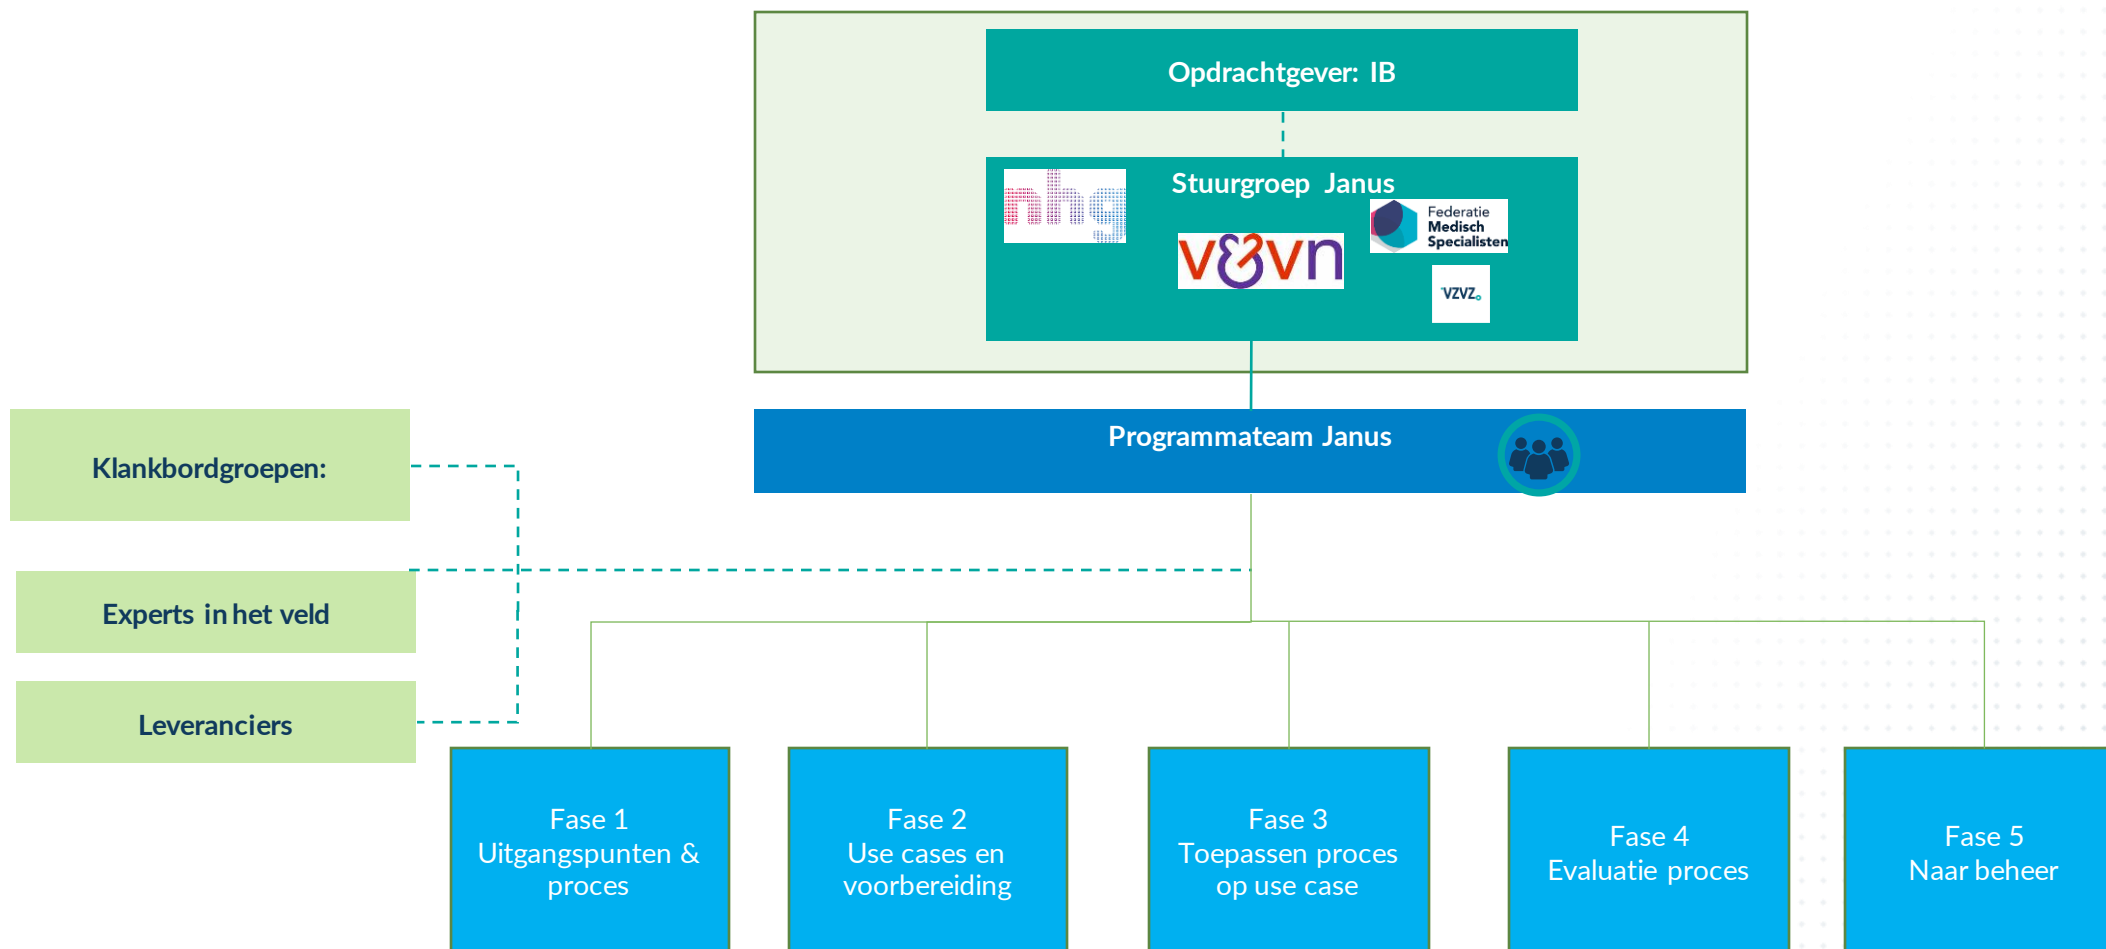 Opdrachtgever: IB
Stuurgroep Janus
nhg
v&vn
Federatie
Medisch
Specialisten
VZVZ
Programmateam Janus
Klankbordgroepen:
Experts in het veld
Leveranciers
Fase 1
Uitgangspunten &
proces
Fase 2
Use cases en
voorbereiding
Fase 3
Toepassen proces
op use case
Fase 4
Evaluatie proces
Fase 5
Naar beheer